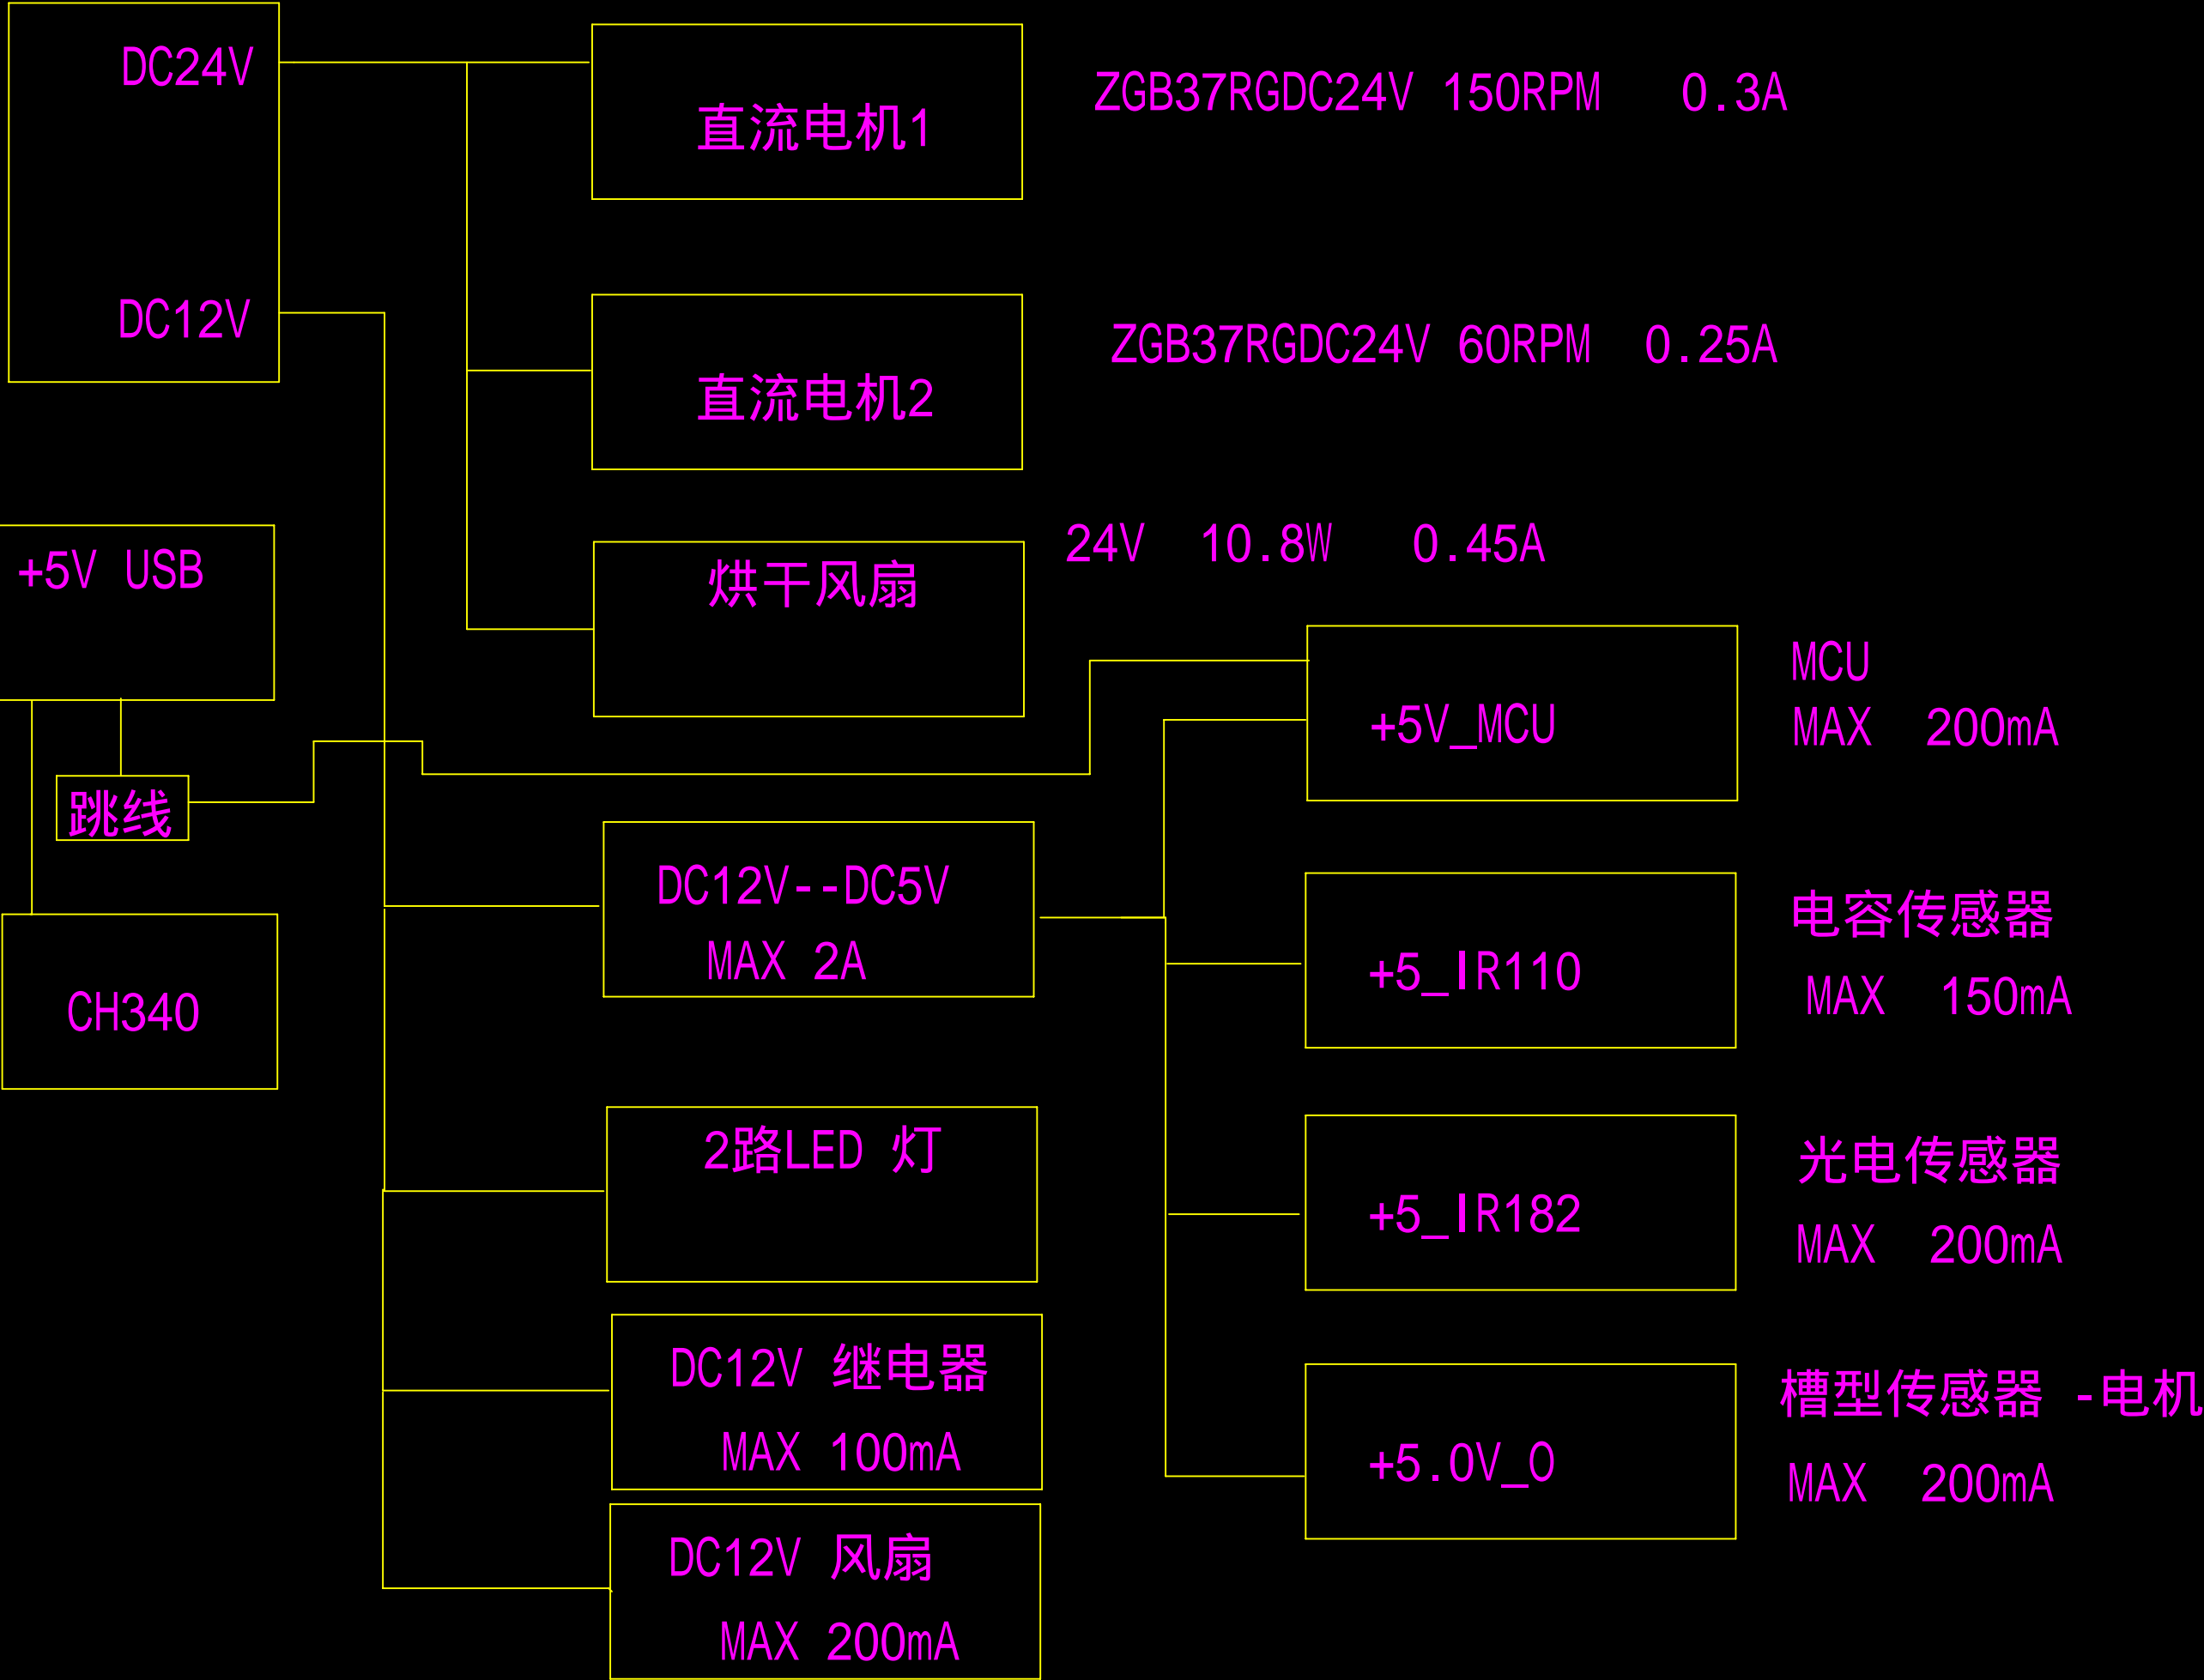 DC24V
直流电机1
ZGB37RGDC24V 150RPM   0.3A
DC12V
直流电机2
ZGB37RGDC24V 60RPM  0.25A
+5V USB
烘干风扇
24V  10.8W   0.45A
+5V_MCU
MCU
MAX  200mA
跳线
DC12V--DC5V
MAX 2A
+5_IR110
电容传感器
MAX  150mA
CH340
2路LED 灯
+5_IR182
光电传感器
MAX  200mA
DC12V 继电器
MAX 100mA
+5.0V_O
槽型传感器 -电机
MAX  200mA
DC12V 风扇
MAX 200mA